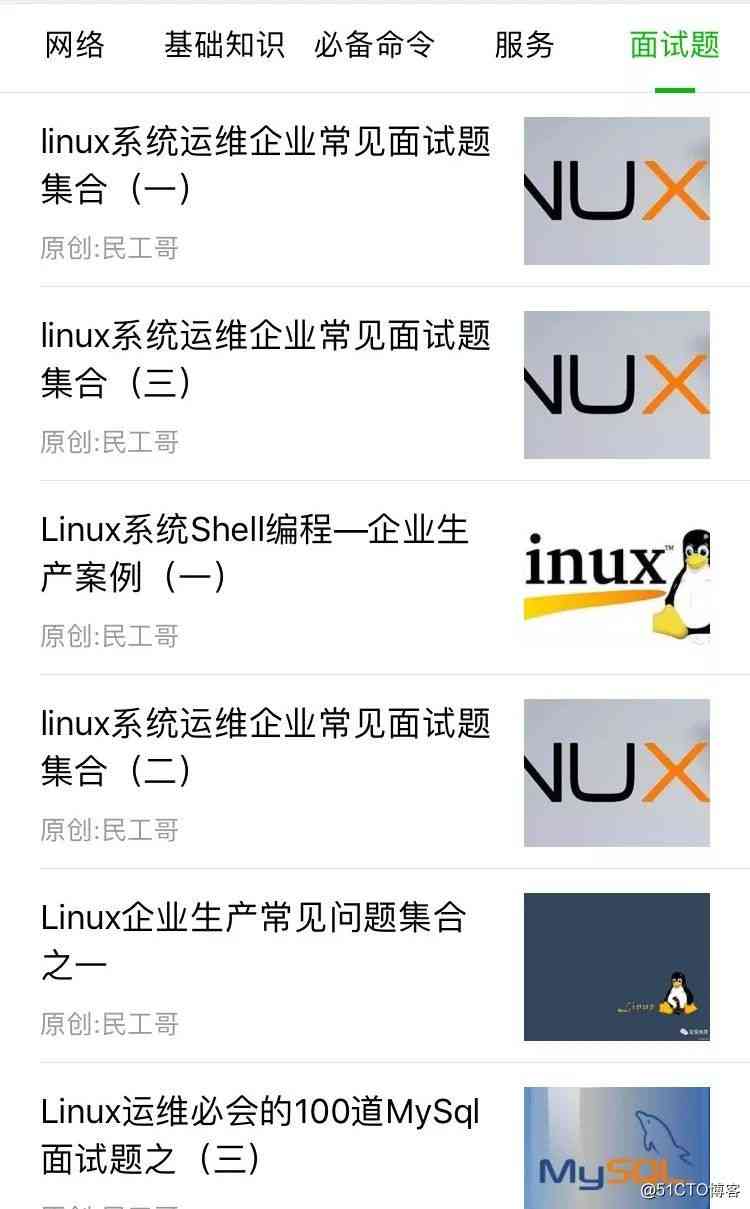 网络 基础知识 必备命令 服务 面试题
linux系统运维企业常见面试题
集合（一）
原创:民工哥
NUX
linux系统运维企业常见面试题
集合（三）
原创:民工哥
NUX
Linux系统Shell编程—企业生
产案例（一）
原创:民工哥
inux™
linux系统运维企业常见面试题
集合（二）
原创:民工哥
NUX
Linux企业生产常见问题集合
之一
原创:民工哥
Linux
Linux运维必会的100道MySql
面试题之（三）
原创:民工哥
MySQL
@51CTO博客